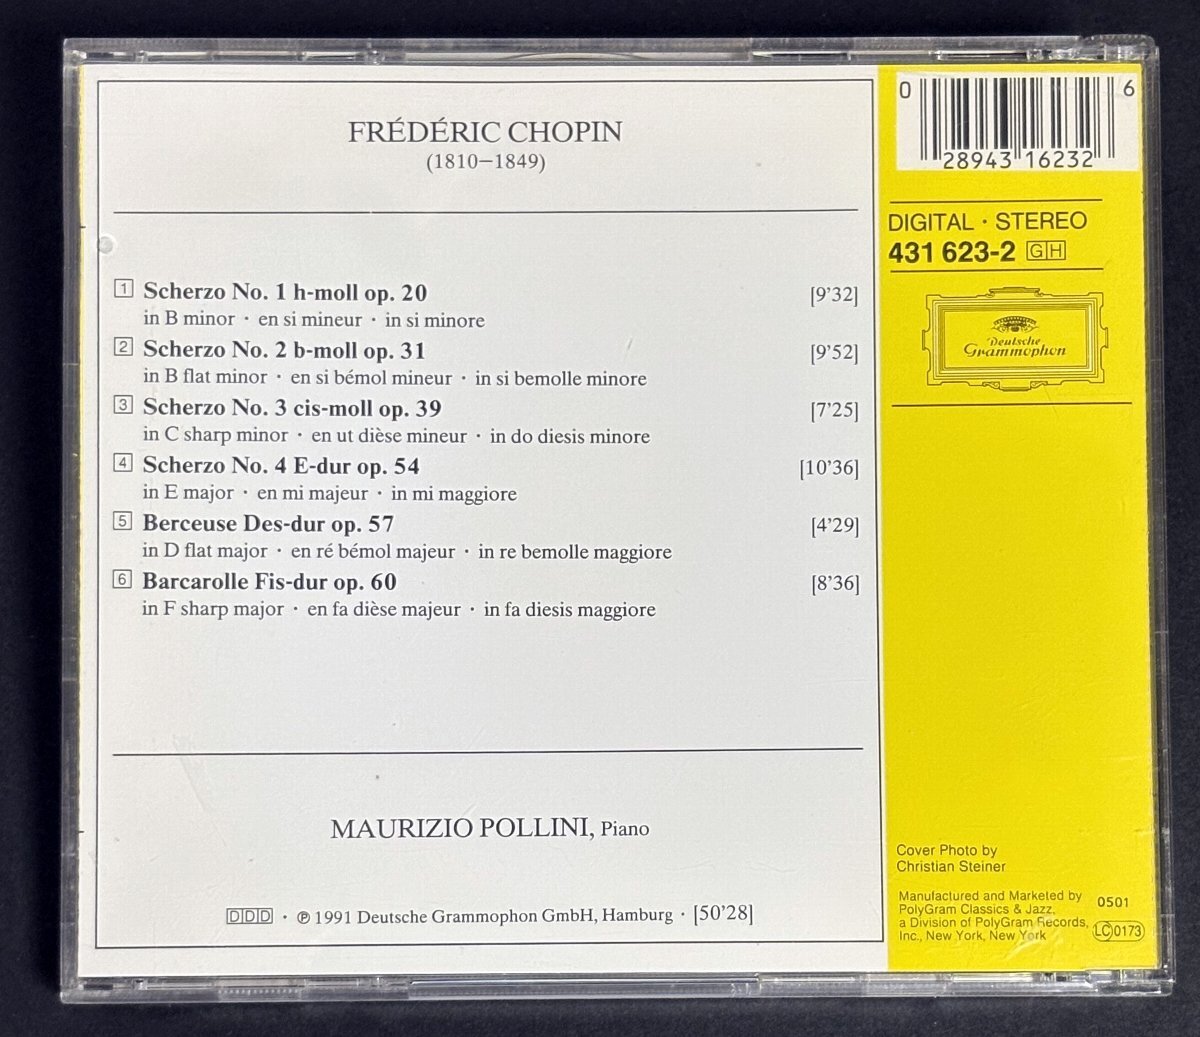 FRÉDÉRIC CHOPIN
(1810–1849)
1 Scherzo No. 1 h-moll op. 20 [9’32]
in B minor · en si mineur · in si minore
2 Scherzo No. 2 b-moll op. 31 [9’52]
in B flat minor · en si bémol mineur · in si bemolle minore
3 Scherzo No. 3 cis-moll op. 39 [7’25]
in C sharp minor · en ut dièse mineur · in do diesis minore
4 Scherzo No. 4 E-dur op. 54 [10’36]
in E major · en mi majeur · in mi maggiore
5 Berceuse Des-dur op. 57 [4’29]
in D flat major · en ré bémol majeur · in re bemolle maggiore
6 Barcarolle Fis-dur op. 60 [8’36]
in F sharp major · en fa dièse majeur · in fa diesis maggiore
MAURIZIO POLLINI, Piano
DDD · ℗ 1991 Deutsche Grammophon GmbH, Hamburg · [50’28]
0 28943 16232 6
DIGITAL · STEREO
431 623-2 GH
Deutsche
Grammophon
Cover Photo by
Christian Steiner
Manufactured and Marketed by
PolyGram Classics & Jazz,
a Division of PolyGram Records,
Inc., New York, New York
0501
LC 0173